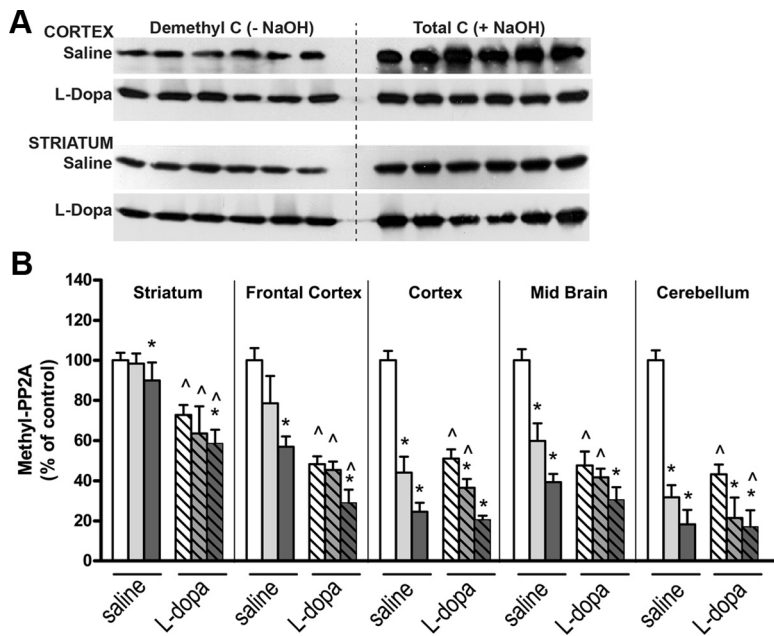 A
CORTEX
Demethyl C (- NaOH) Total C (+ NaOH)
Saline
L-Dopa
STRIATUM
Saline
L-Dopa
B
Methyl-PP2A
(% of control)
140
120
100
80
60
40
20
0
Striatum Frontal Cortex Cortex Mid Brain Cerebellum
* ^ ^ ^ *
* ^ ^ ^ *
* * ^ ^ * *
* * ^ ^ *
* * ^ * ^ *
saline L-dopa saline L-dopa saline L-dopa saline L-dopa saline L-dopa